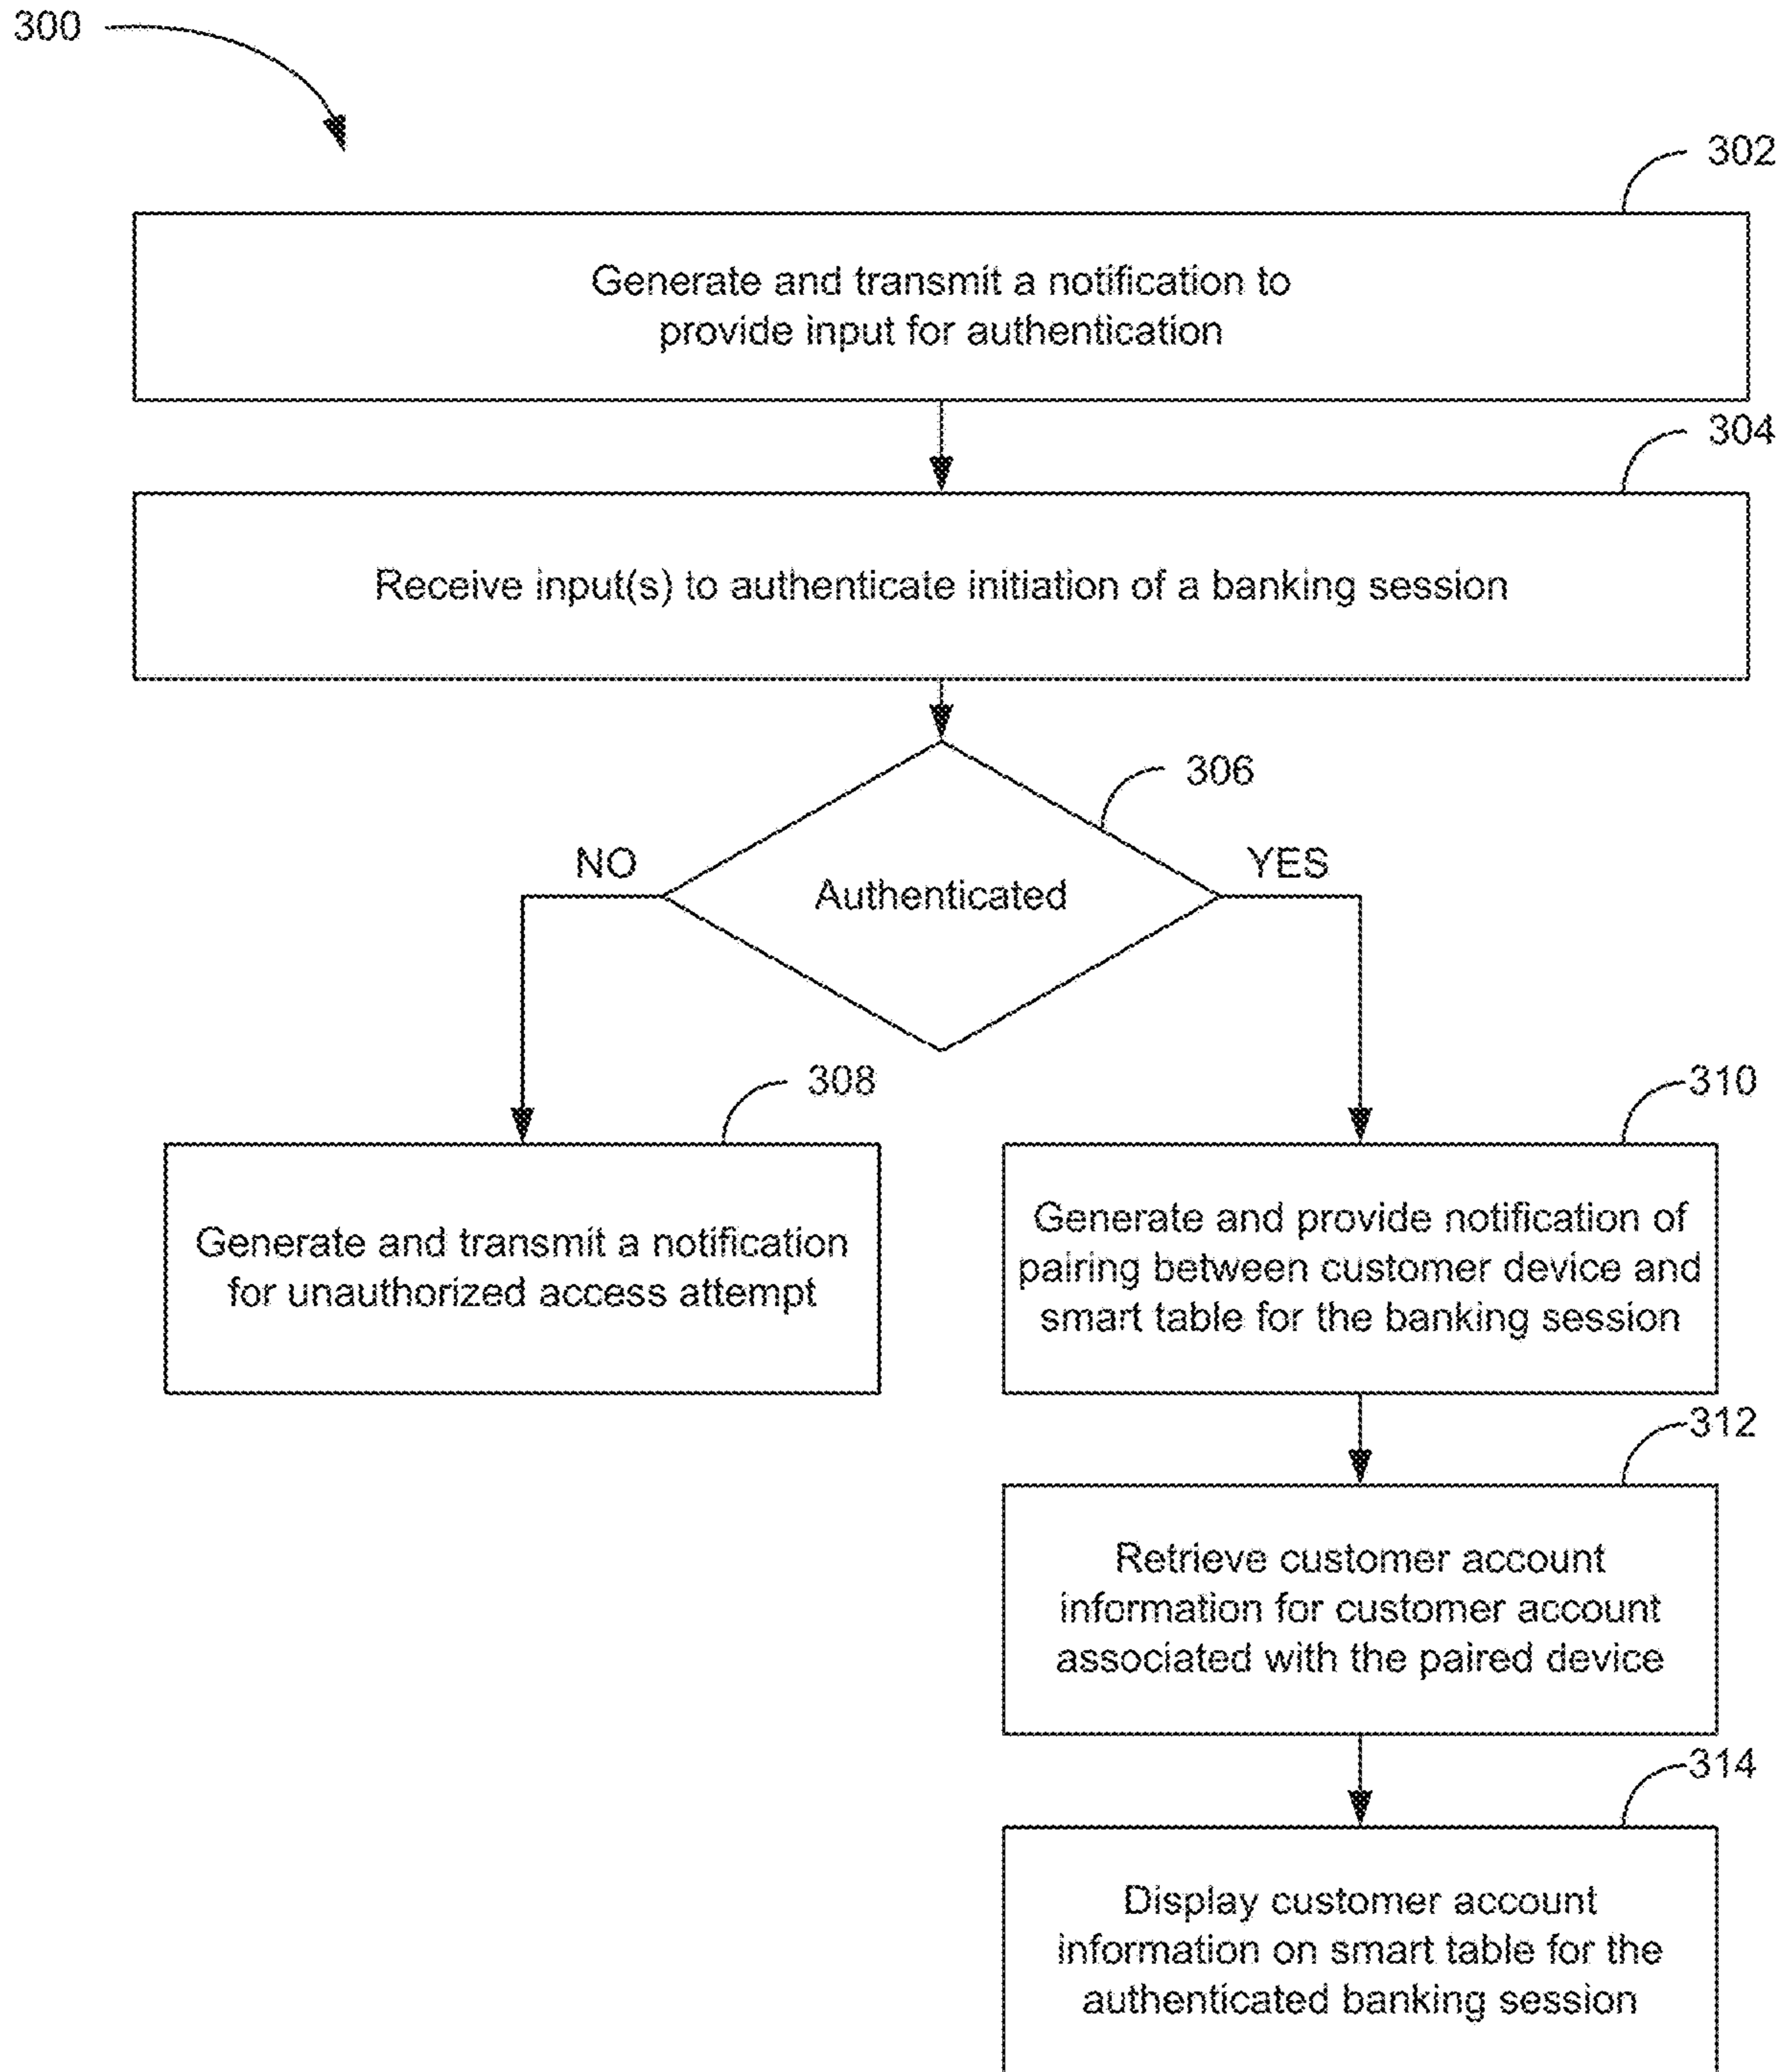 300
302
Generate and transmit a notification to
provide input for authentication
304
Receive input(s) to authenticate initiation of a banking session
306
NO
YES
Authenticated
308
310
Generate and transmit a notification
for unauthorized access attempt
Generate and provide notification of
pairing between customer device and
smart table for the banking session
312
Retrieve customer account
information for customer account
associated with the paired device
314
Display customer account
information on smart table for the
authenticated banking session